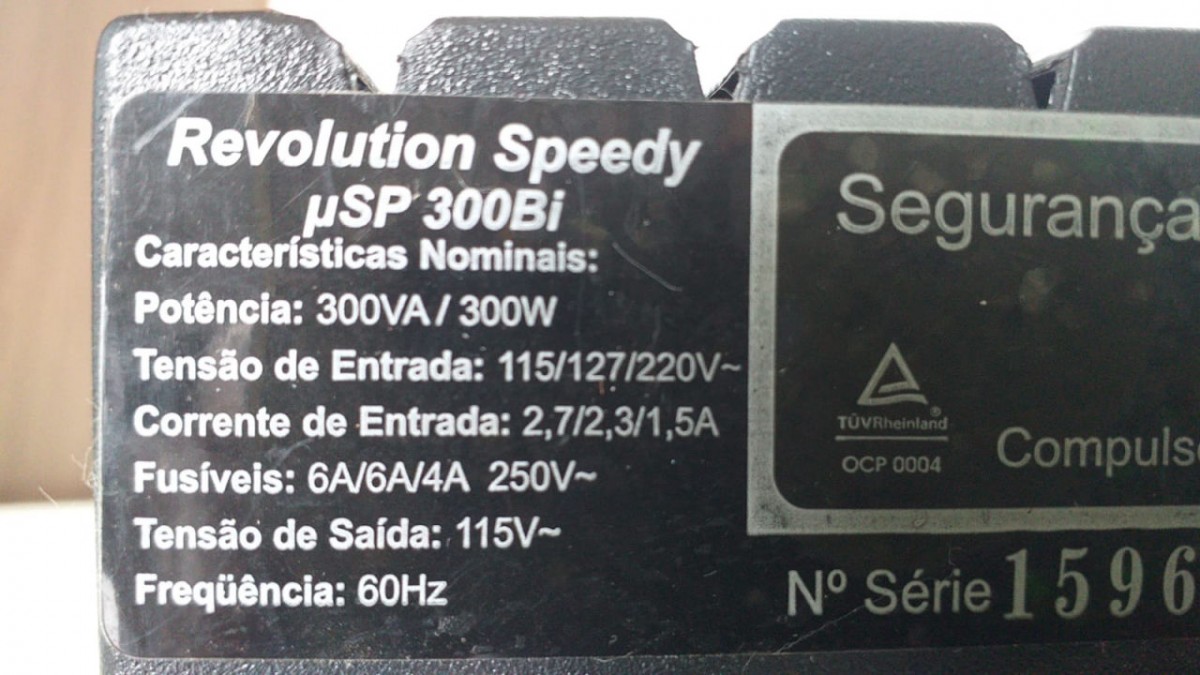 Revolution Speedy
µSP 300Bi
Características Nominais:
Potência: 300VA / 300W
Tensão de Entrada: 115/127/220V~
Corrente de Entrada: 2,7/2,3/1,5A
Fusíveis: 6A/6A/4A 250V~
Tensão de Saída: 115V~
Freqüência: 60Hz
Segurança
TÜVRheinland®
OCP 0004
Compuls
Nº Série 1596